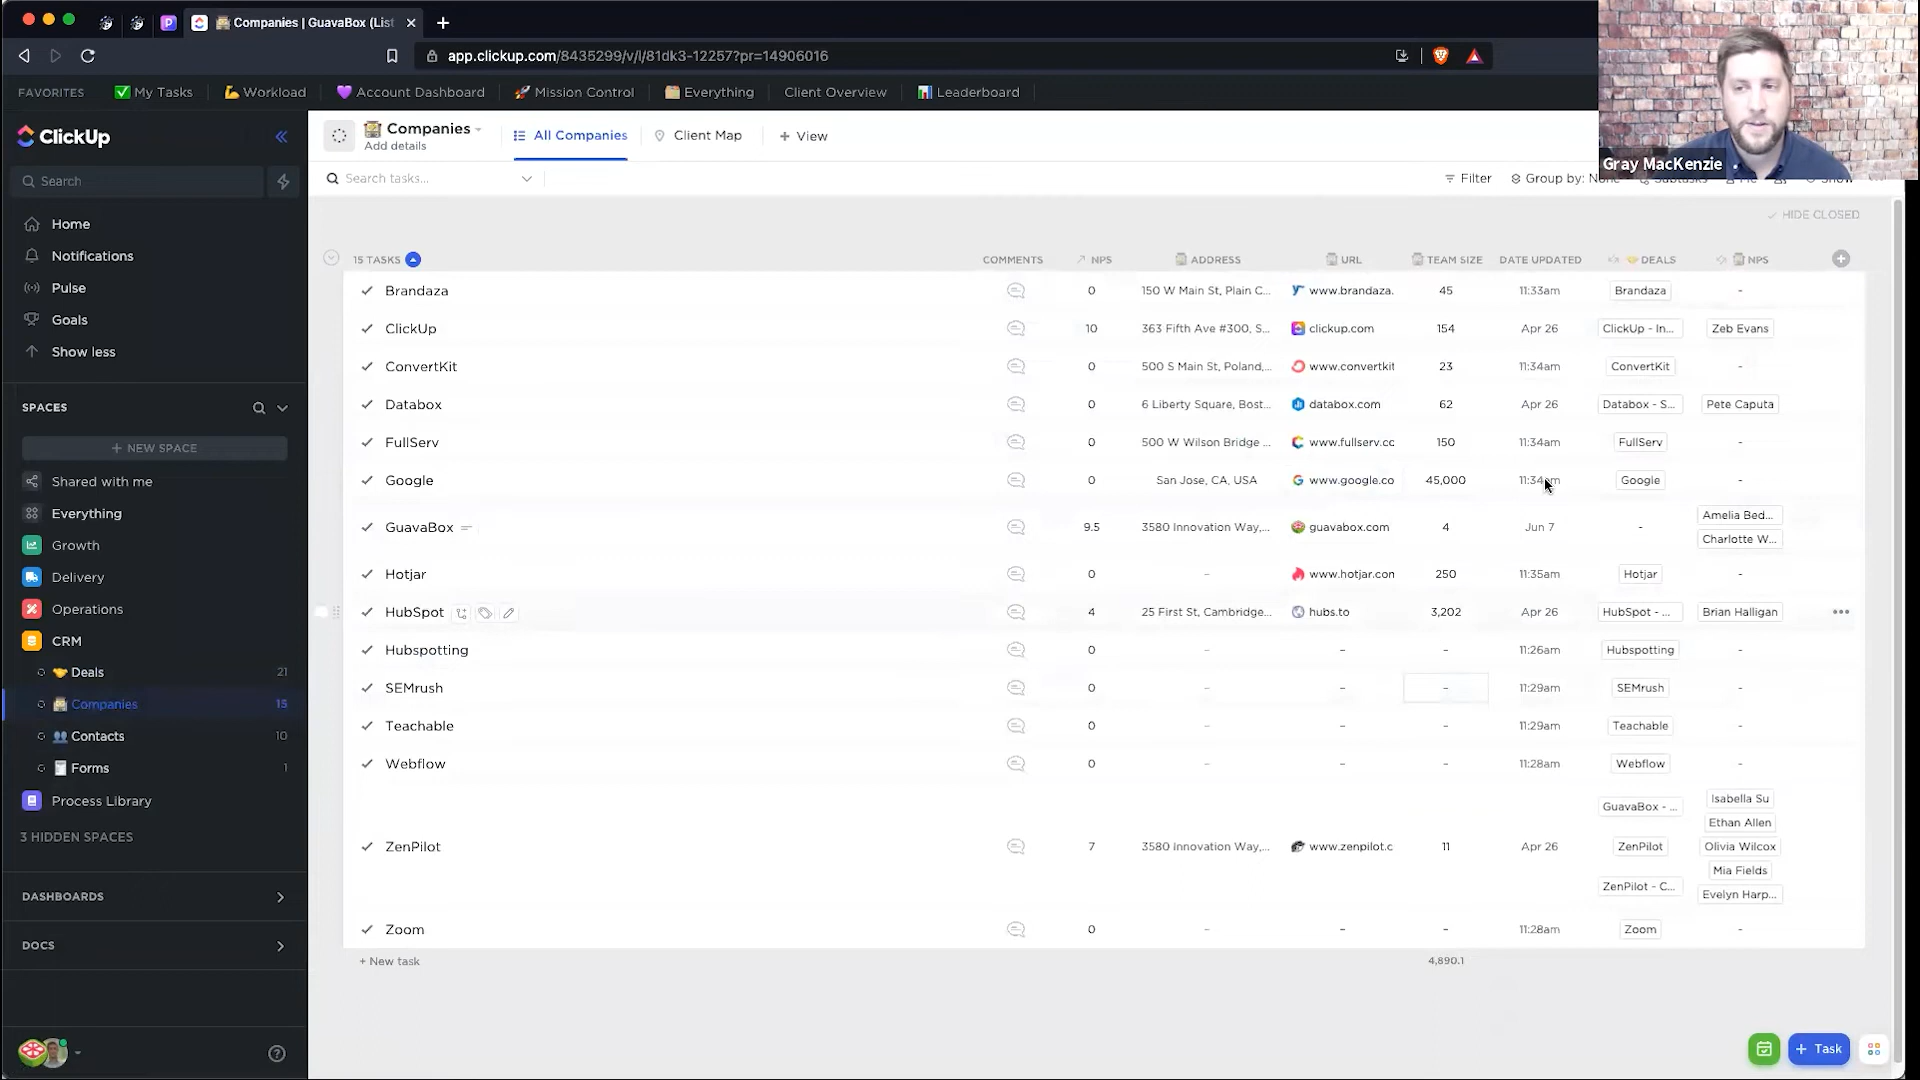 Companies | GuavaBox (List
app.clickup.com/8435299/v/l/81dk3-12257?pr=14906016
FAVORITES
My Tasks
Workload
Account Dashboard
Mission Control
Everything
Client Overview
Leaderboard
Gray MacKenzie
ClickUp
Companies
Add details
All Companies
Client Map
+ View
Search
Search tasks...
Filter
Group by: None
Subtasks
Me
Show
Home
Notifications
Pulse
Goals
Show less
HIDE CLOSED
SPACES
+ NEW SPACE
Shared with me
Everything
Growth
Delivery
Operations
CRM
Deals 21
Companies 15
Contacts 10
Forms 1
Process Library
3 HIDDEN SPACES
DASHBOARDS
DOCS
15 TASKS COMMENTS NPS ADDRESS URL TEAM SIZE DATE UPDATED DEALS NPS
Brandaza 0 150 W Main St, Plain C... www.brandaza. 45 11:33am Brandaza -
ClickUp 10 363 Fifth Ave #300, S... clickup.com 154 Apr 26 ClickUp - In... Zeb Evans
ConvertKit 0 500 S Main St, Poland,... www.convertkit 23 11:34am ConvertKit -
Databox 0 6 Liberty Square, Bost... databox.com 62 Apr 26 Databox - S... Pete Caputa
FullServ 0 500 W Wilson Bridge ... www.fullserv.cc 150 11:34am FullServ -
Google 0 San Jose, CA, USA www.google.co 45,000 11:34am Google -
GuavaBox 9.5 3580 Innovation Way,... guavabox.com 4 Jun 7 - Amelia Bed...
Charlotte W...
Hotjar 0 - www.hotjar.con 250 11:35am Hotjar -
HubSpot 4 25 First St, Cambridge... hubs.to 3,202 Apr 26 HubSpot - ... Brian Halligan
Hubspotting 0 - - - 11:26am Hubspotting -
SEMrush 0 - - - 11:29am SEMrush -
Teachable 0 - - - 11:29am Teachable -
Webflow 0 - - - 11:28am Webflow -
ZenPilot 7 3580 Innovation Way,... www.zenpilot.c 11 Apr 26
GuavaBox - ...
ZenPilot
ZenPilot - C...
Isabella Su
Ethan Allen
Olivia Wilcox
Mia Fields
Evelyn Harp...
Zoom 0 - - - 11:28am Zoom -
+ New task 4,890.1
+ Task